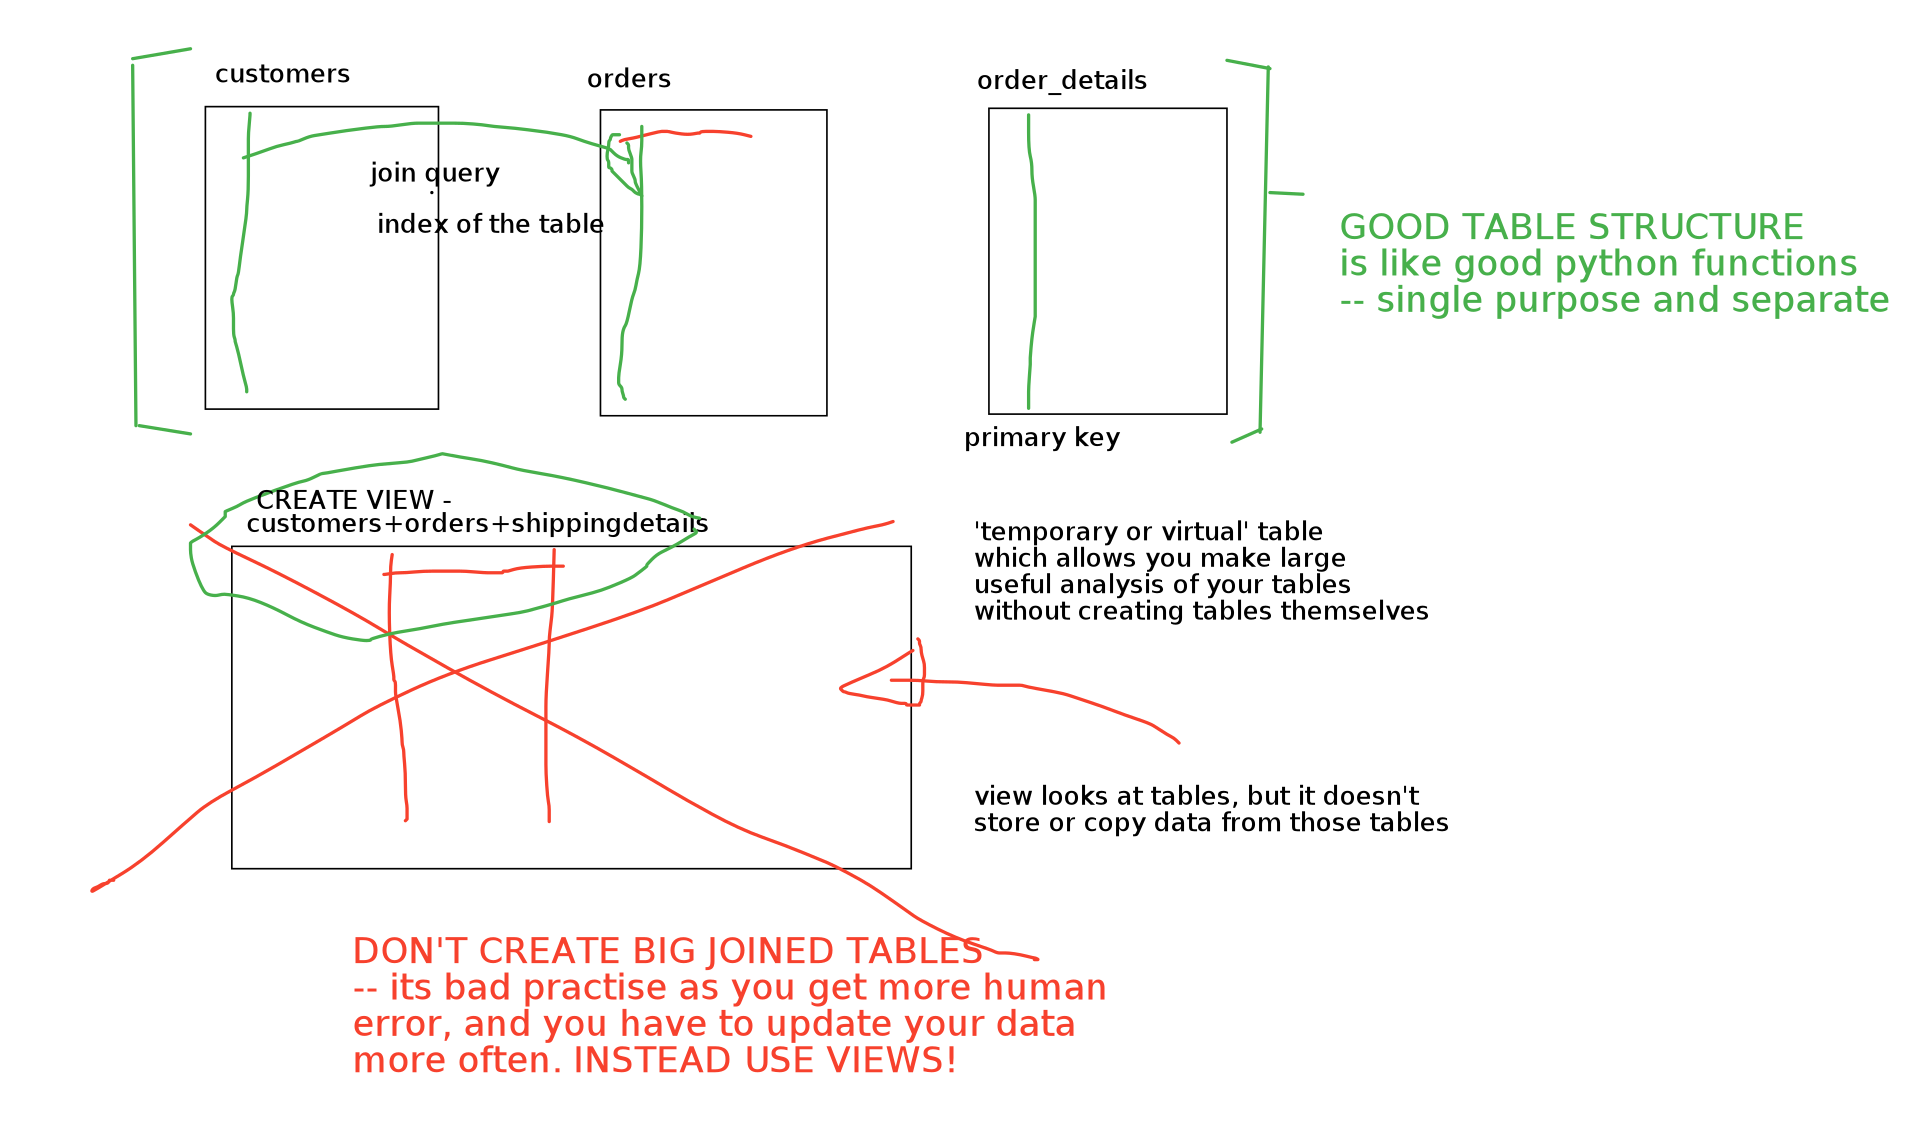 customers
orders
order_details
join query
index of the table
GOOD TABLE STRUCTURE
is like good python functions
-- single purpose and separate
primary key
CREATE VIEW -
customers+orders+shippingdetails
'temporary or virtual' table
which allows you make large
useful analysis of your tables
without creating tables themselves
view looks at tables, but it doesn't
store or copy data from those tables
DON'T CREATE BIG JOINED TABLES
-- its bad practise as you get more human
error, and you have to update your data
more often. INSTEAD USE VIEWS!